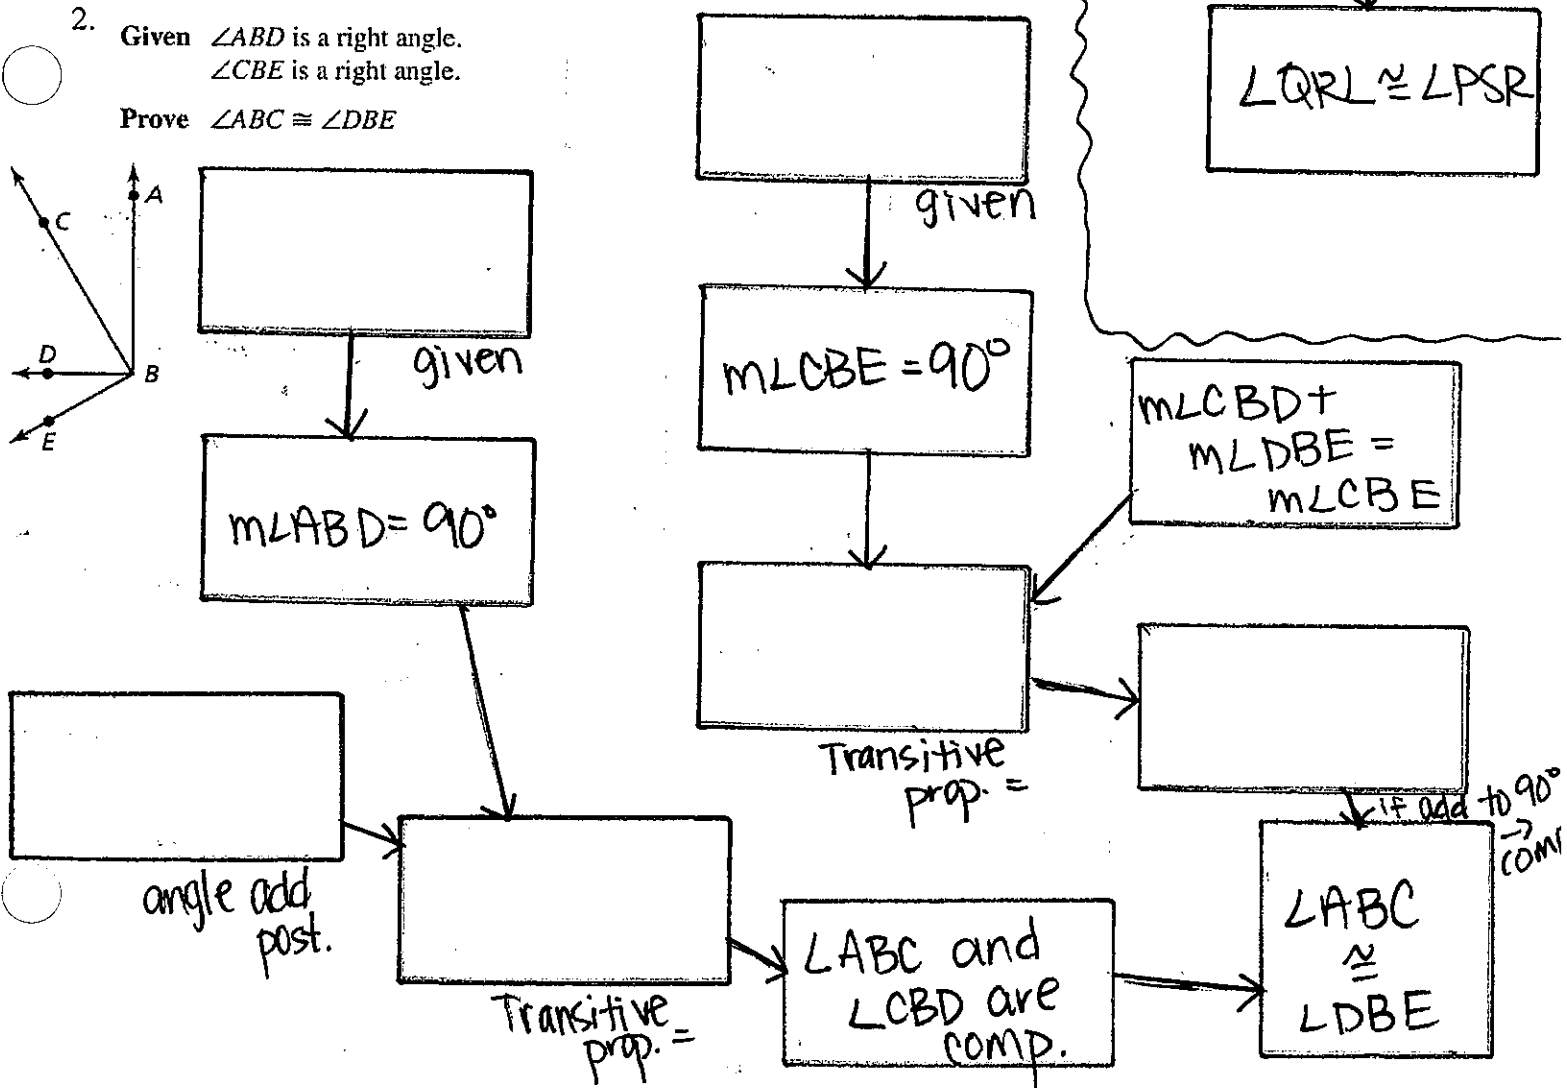 2.
Given ∠ABD is a right angle.
∠CBE is a right angle.
Prove ∠ABC ≅ ∠DBE
A
C
D
B
E
given
m∠ABD = 90°
angle add
post.
Transitive
prop. =
given
m∠CBE = 90°
m∠CBD +
m∠DBE =
m∠CBE
Transitive
prop. =
if add to 90°
→
∠ABC and
∠CBD are
comp.
∠ABC
≅
∠DBE
∠QRL ≅ ∠PSR